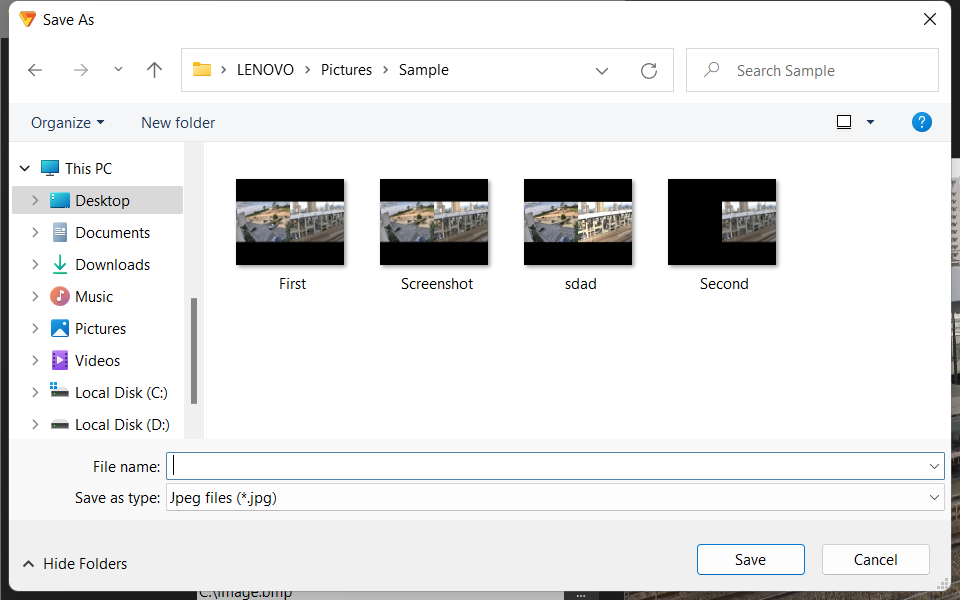 Save As
LENOVO
Pictures
Sample
Search Sample
Organize
New folder
?
This PC
Desktop
Documents
Downloads
Music
Pictures
Videos
Local Disk (C:)
Local Disk (D:)
First
Screenshot
sdad
Second
File name:
Save as type: Jpeg files (*.jpg)
Hide Folders
Save
Cancel
C:\image.bmp
...